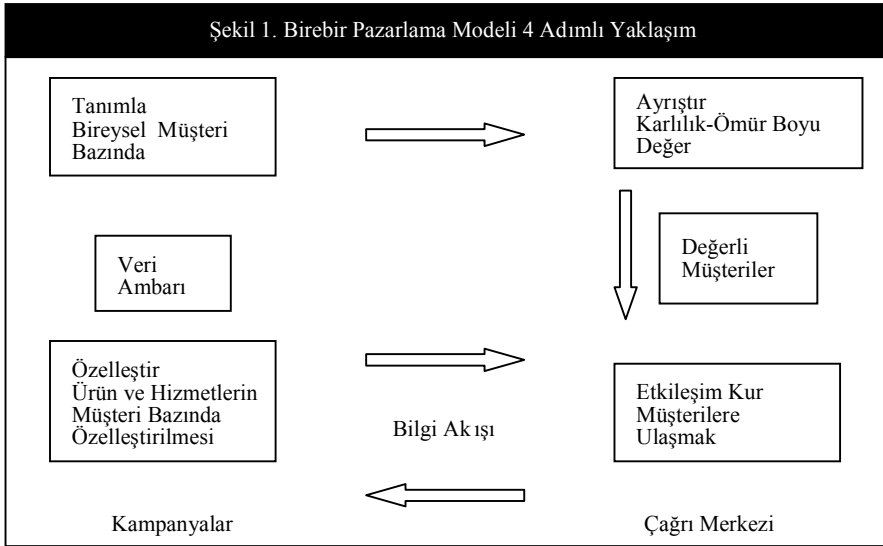 Şekil 1. Birebir Pazarlama Modeli 4 Adımlı Yaklaşım
Tanımla
Bireysel Müşteri
Bazında
Ayrıştır
Karlılık-Ömür Boyu
Değer
Veri
Ambarı
Değerli
Müşteriler
Özelleştir
Ürün ve Hizmetlerin
Müşteri Bazında
Özelleştirilmesi
Bilgi Akışı
Etkileşim Kur
Müşterilere
Ulaşmak
Kampanyalar
Çağrı Merkezi